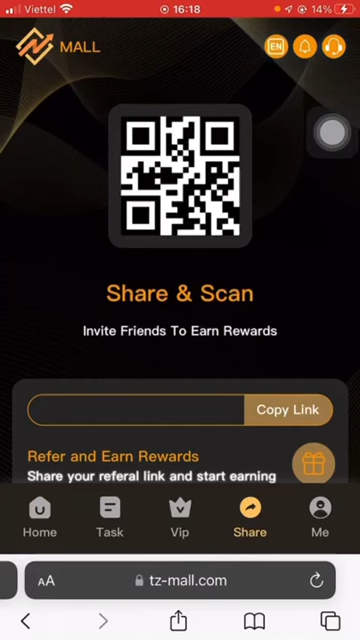 Viettel 16:18 14%
MALL
EN
Share & Scan
Invite Friends To Earn Rewards
Copy Link
Refer and Earn Rewards
Share your referal link and start earning
Home Task Vip Share Me
AA tz-mall.com